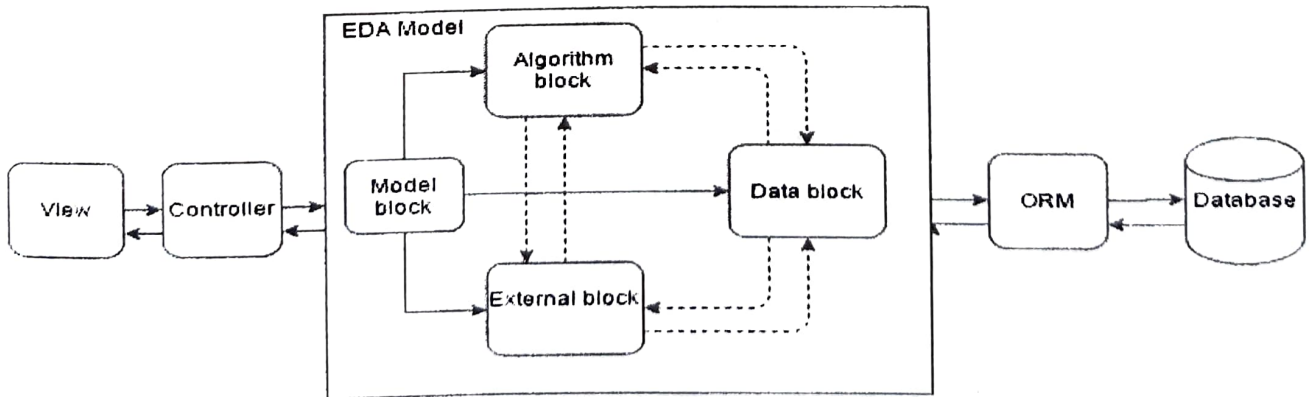 EDA Model
Algorithm
block
View
Controller
Model
block
Data block
ORM
Database
External block